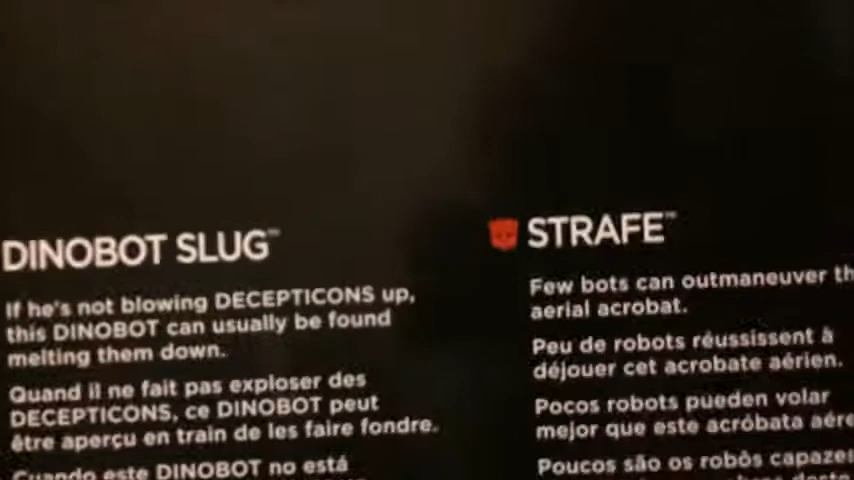 DINOBOT SLUG™
If he's not blowing DECEPTICONS up,
this DINOBOT can usually be found
melting them down.
Quand il ne fait pas exploser des
DECEPTICONS, ce DINOBOT peut
être aperçu en train de les faire fondre.
Cuando este DINOBOT no está
STRAFE™
Few bots can outmaneuver th
aerial acrobat.
Peu de robots réussissent à
déjouer cet acrobate aérien.
Pocos robots pueden volar
mejor que este acróbata aére
Poucos são os robôs capaze